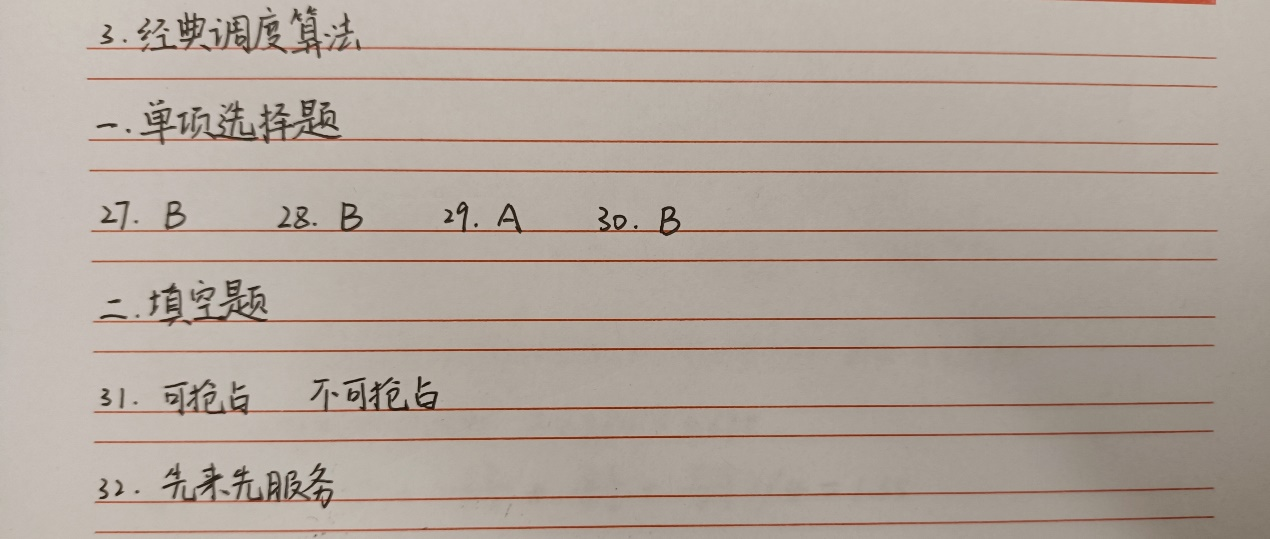 3.经典调度算法
一.单项选择题
27. B 28. B 29. A 30. B
二.填空题
31. 可抢占 不可抢占
32. 先来先服务